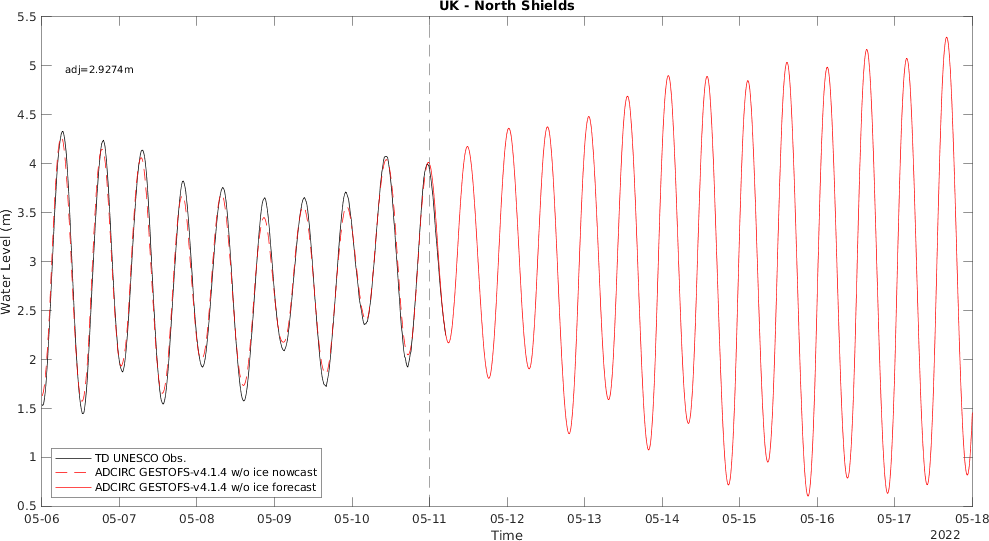 UK - North Shields
5.5
5
4.5
4
3.5
3
2.5
2
1.5
1
0.5
adj=2.9274m
Water Level (m)
TD UNESCO Obs.
ADCIRC GESTOFS-v4.1.4 w/o ice nowcast
ADCIRC GESTOFS-v4.1.4 w/o ice forecast
05-06 05-07 05-08 05-09 05-10 05-11 05-12 05-13 05-14 05-15 05-16 05-17 05-18
Time
2022